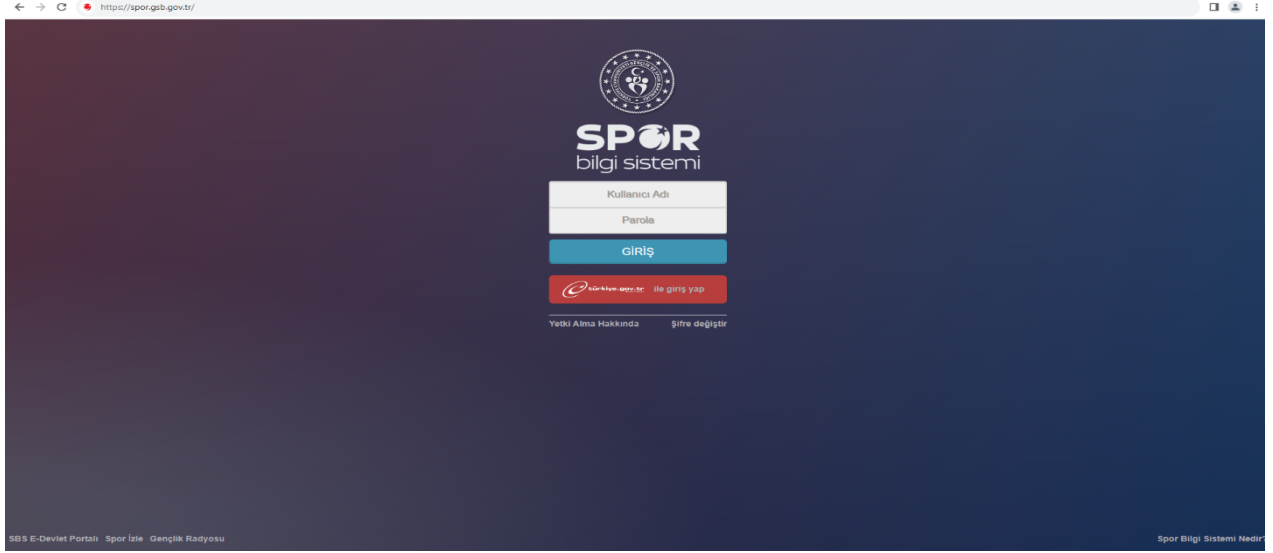 https://spor.gsb.gov.tr/
SPOR
bilgi sistemi
Kullanıcı Adı
Parola
GİRİŞ
türkiye.gov.tr ile giriş yap
Yetki Alma Hakkında Şifre değiştir
SBS E-Devlet Portalı Spor İzle Gençlik Radyosu Spor Bilgi Sistemi Nedir?